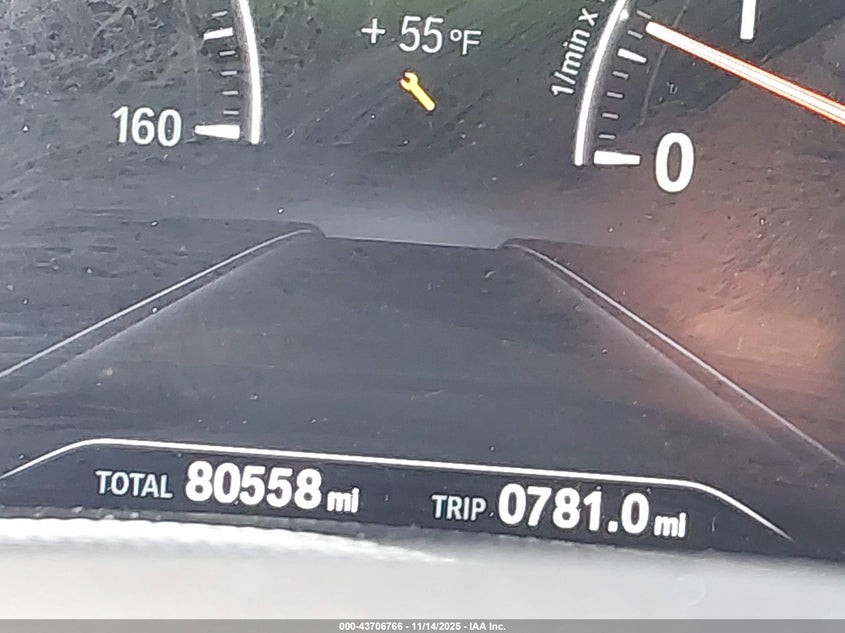 + 55°F
1/min x
160
0
TOTAL 80558 mi TRIP 0781.0 mi
000-43706766 - 11/14/2025 - IAA Inc.